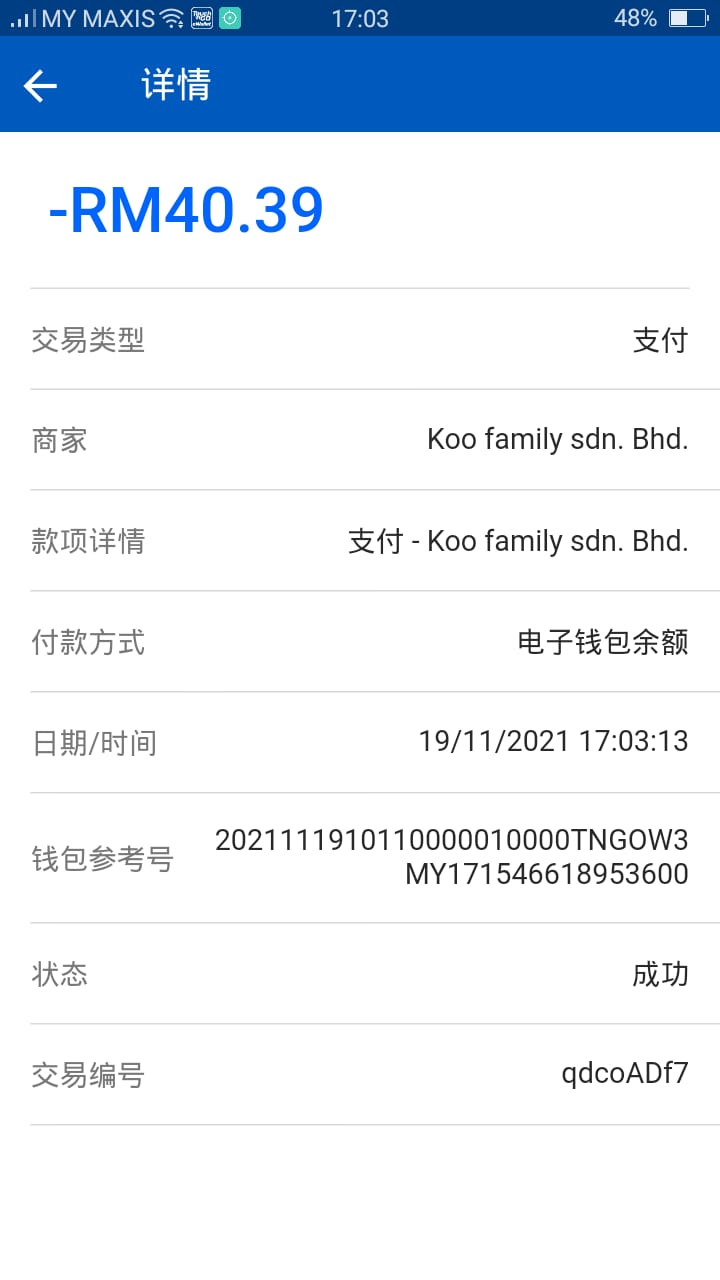 MY MAXIS 17:03 48%
详情
-RM40.39
交易类型 支付
商家 Koo family sdn. Bhd.
款项详情 支付 - Koo family sdn. Bhd.
付款方式 电子钱包余额
日期/时间 19/11/2021 17:03:13
钱包参考号 2021111910110000010000TNGOW3
MY171546618953600
状态 成功
交易编号 qdcoADf7